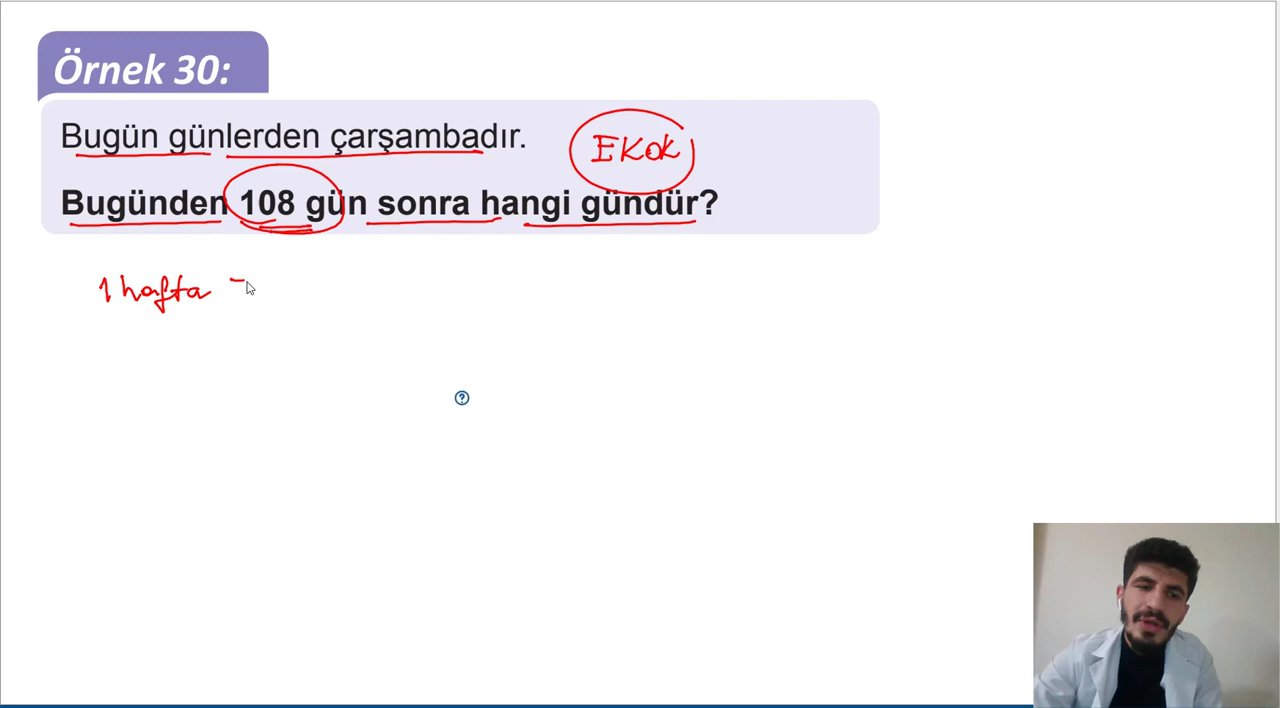 Örnek 30:
Bugün günlerden çarşambadır.
EKOK
Bugünden 108 gün sonra hangi gündür?
1 hafta